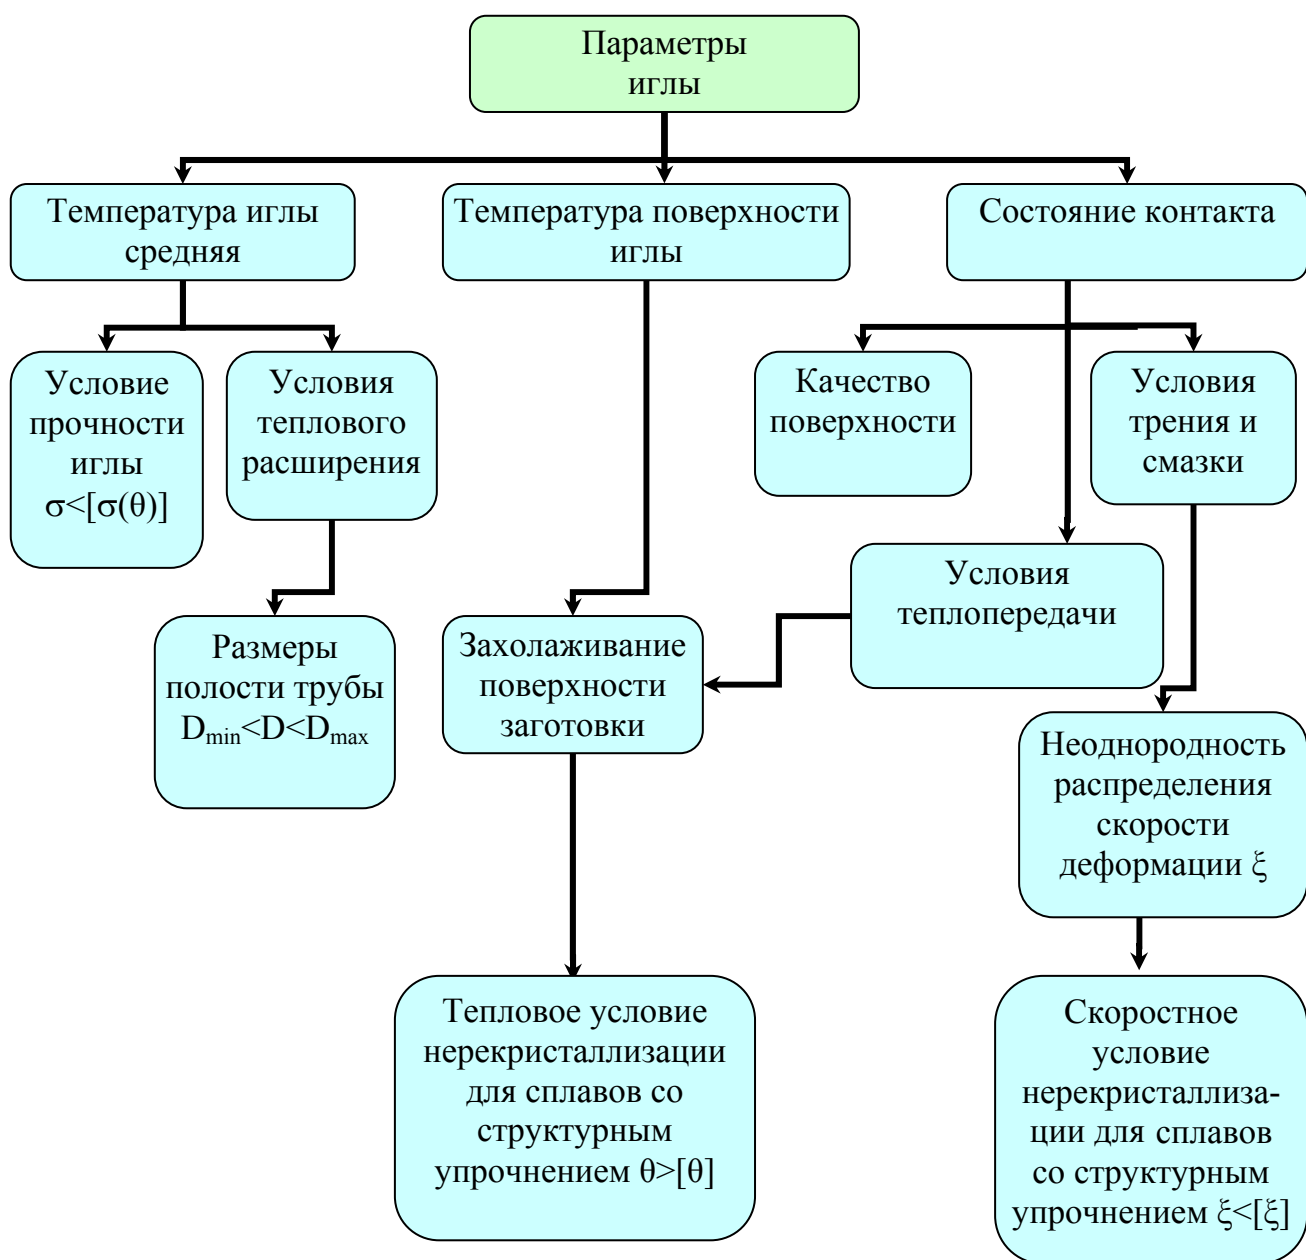 Параметры
иглы
Температура иглы
средняя
Температура поверхности
иглы
Состояние контакта
Условие
прочности
иглы
σ<[σ(θ)]
Условия
теплового
расширения
Качество
поверхности
Условия
трения и
смазки
Условия
теплопередачи
Размеры
полости трубы
Dmin<D<Dmax
Захолаживание
поверхности
заготовки
Неоднородность
распределения
скорости
деформации ξ
Тепловое условие
нерекристаллизации
для сплавов со
структурным
упрочнением θ>[θ]
Скоростное
условие
нерекристаллиза-
ции для сплавов
со структурным
упрочнением ξ<[ξ]